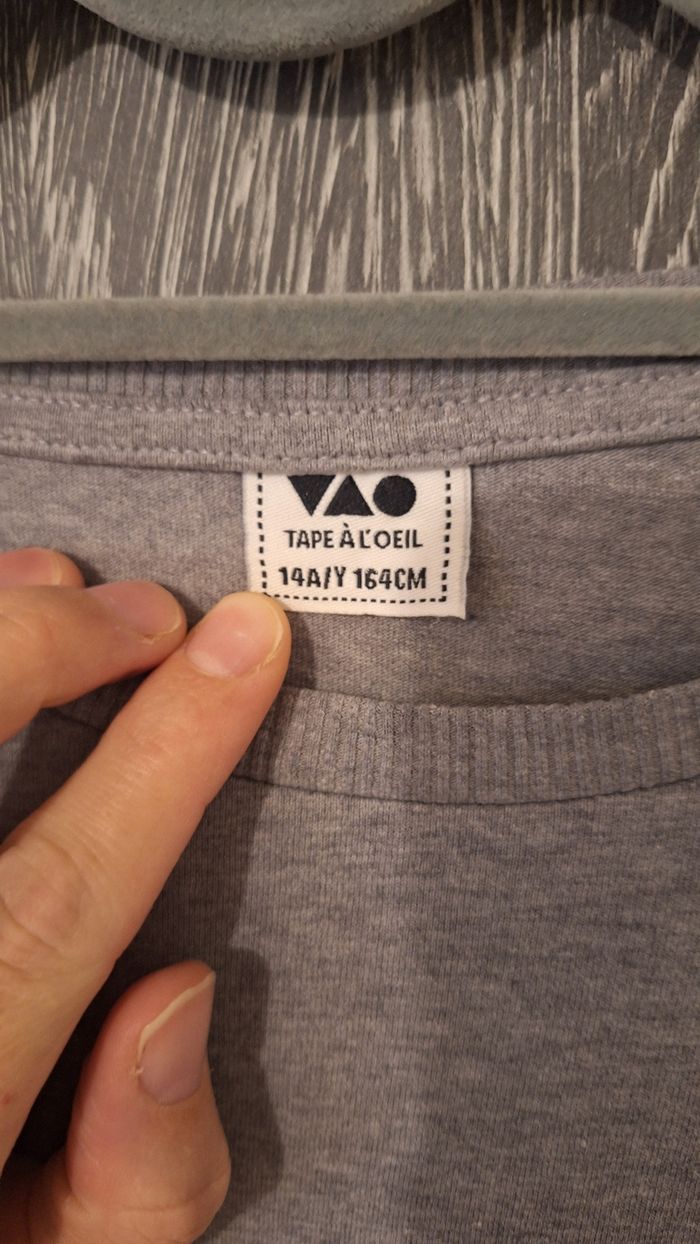 TAPE À L'OEIL
14A/Y 164CM